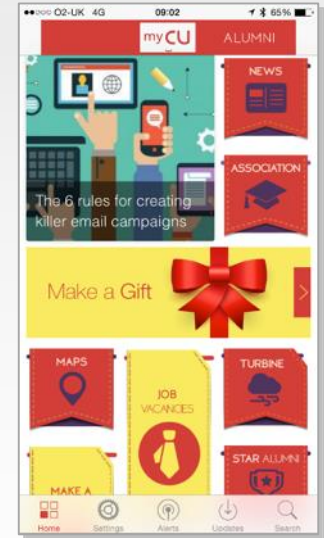 O2-UK 4G 09:02 65%
myCU ALUMNI
The 6 rules for creating
killer email campaigns
NEWS
ASSOCIATION
Make a Gift
MAPS
JOB
VACANCIES
TURBINE
MAKE A
STAR ALUMNI
Home Settings Alerts Updates Search